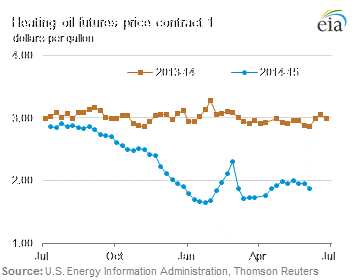 Heating oil futures price contract 1
dollars per gallon
eia
4.00
2013-14
2014-15
3.00
2.00
1.00
Jul
Oct
Jan
Apr
Jul
Source: U.S. Energy Information Administration, Thomson Reuters